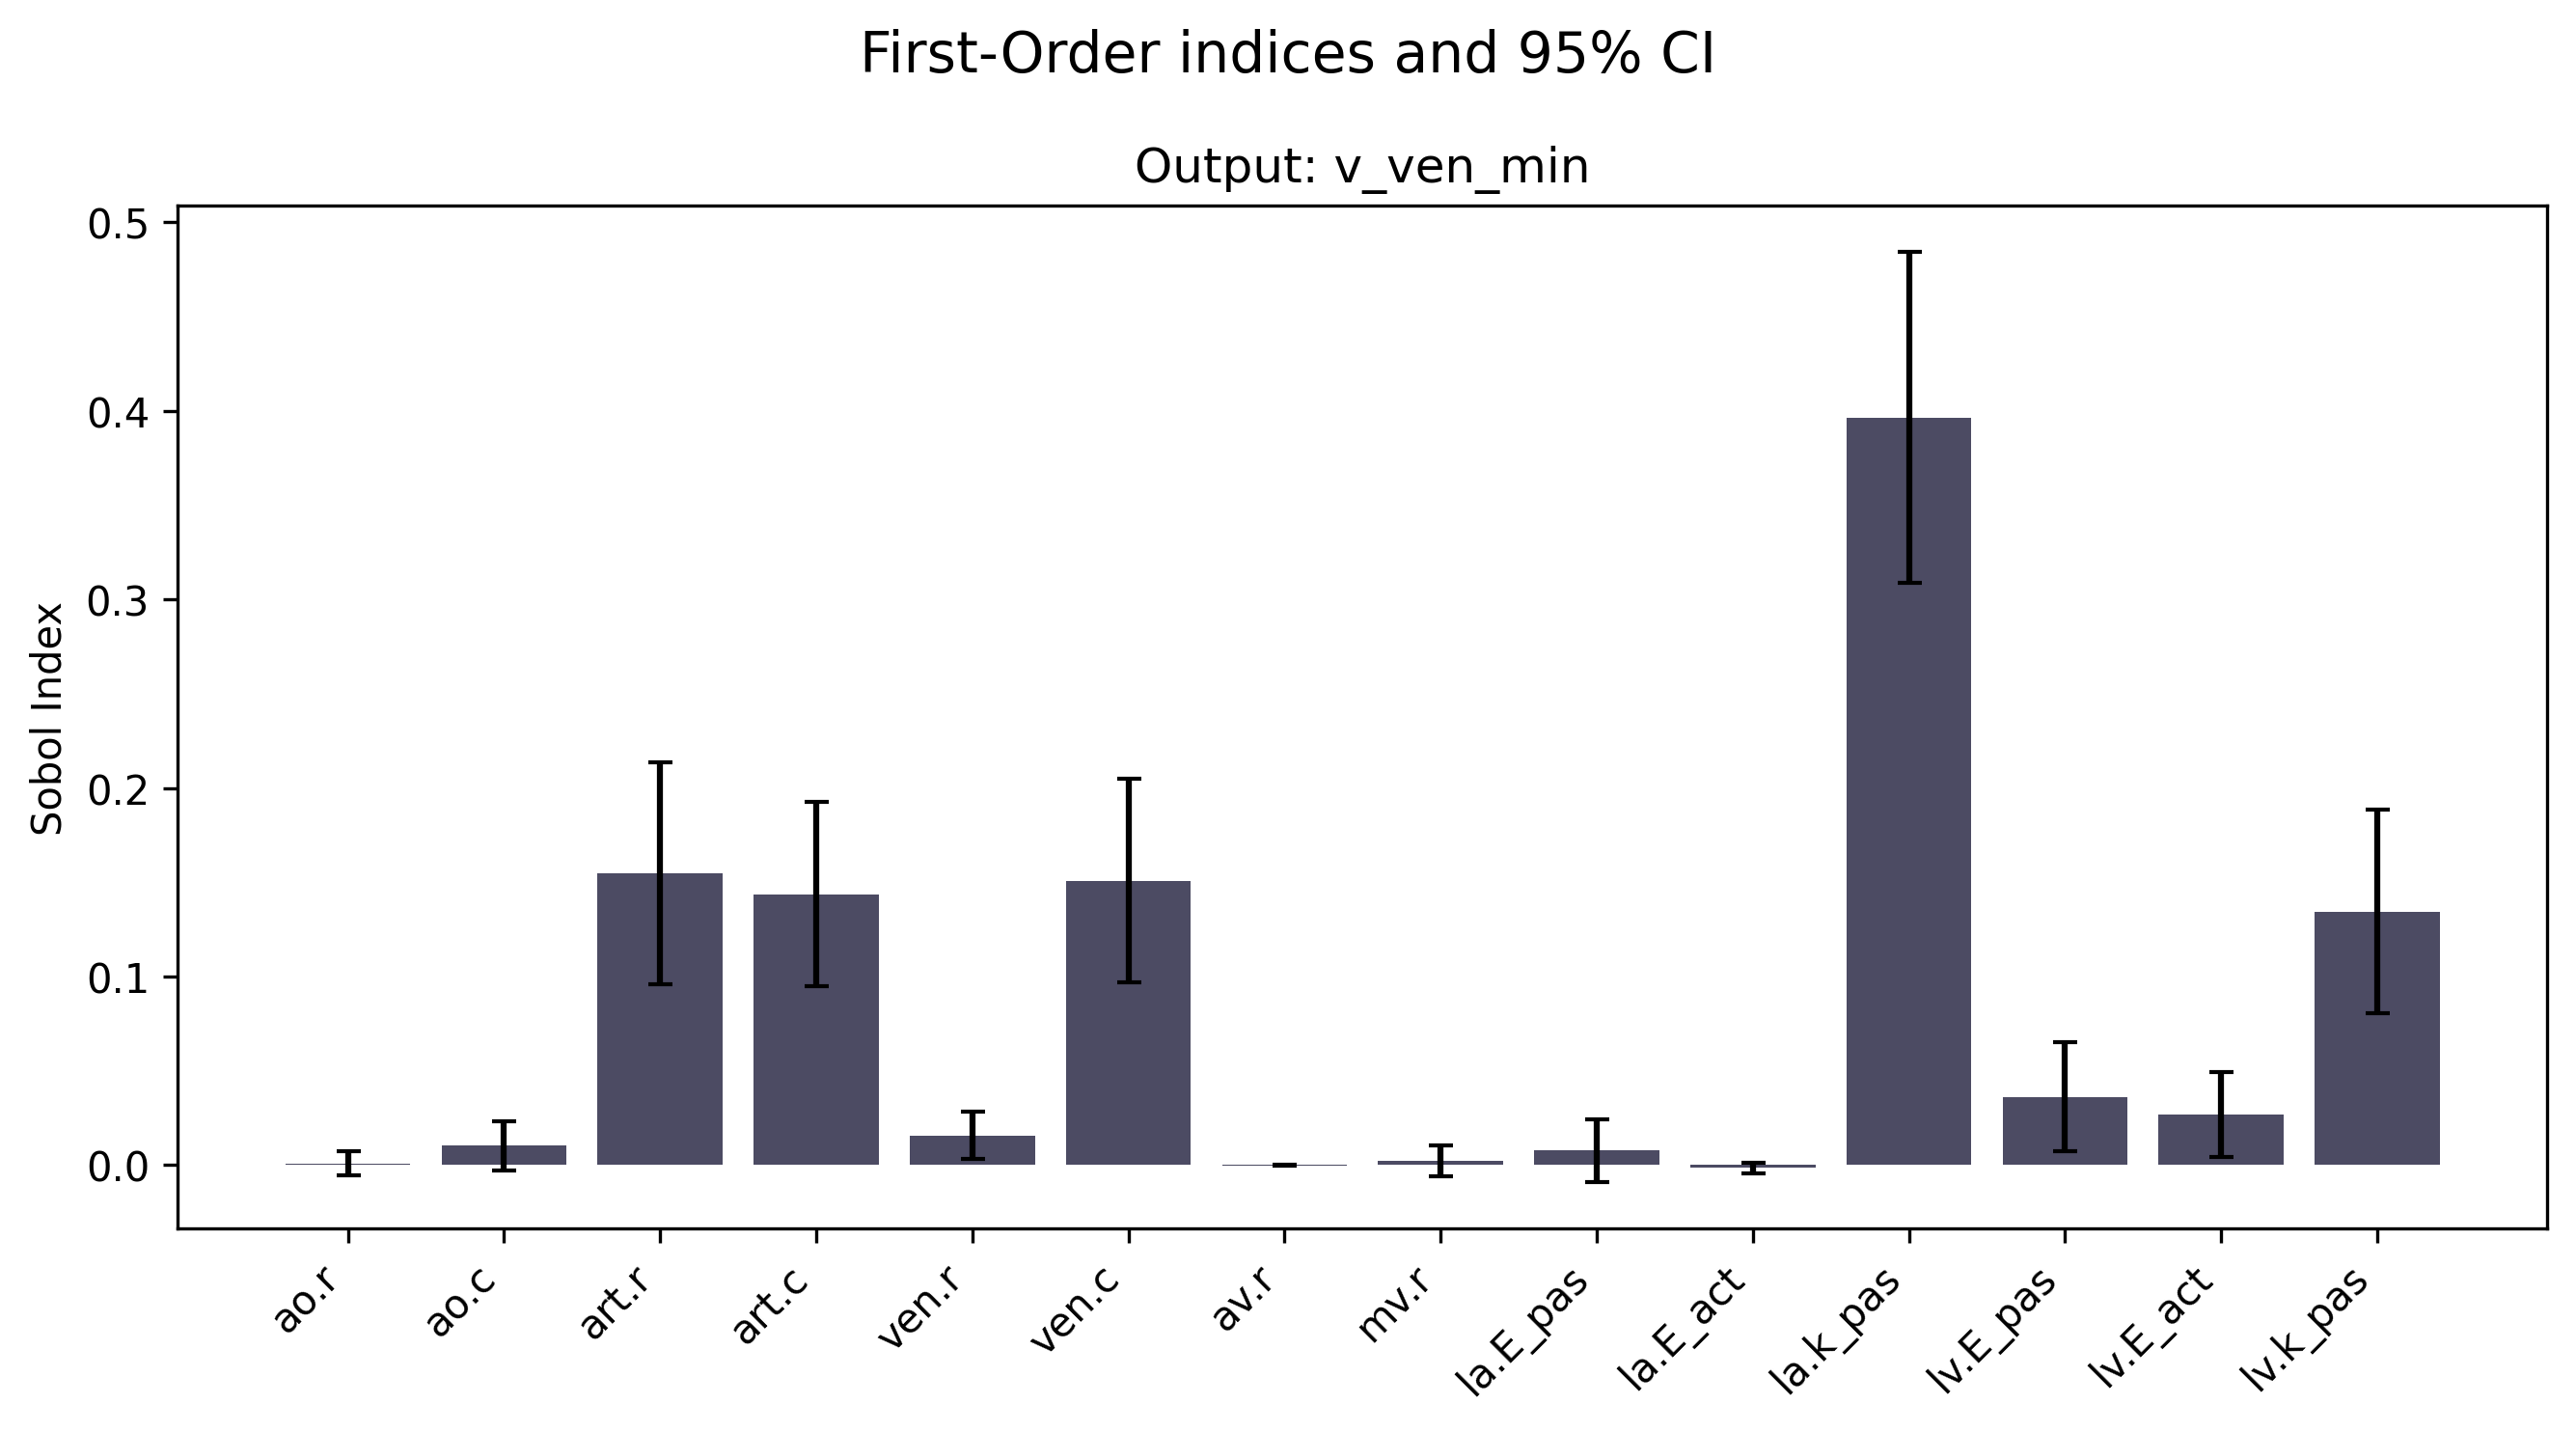 First-Order indices and 95% CI
Output: v_ven_min
Sobol Index
0.5
0.4
0.3
0.2
0.1
0.0
ao.r
ao.c
art.r
art.c
ven.r
ven.c
av.r
mv.r
la.E_pas
la.E_act
la.k_pas
lv.E_pas
lv.E_act
lv.k_pas